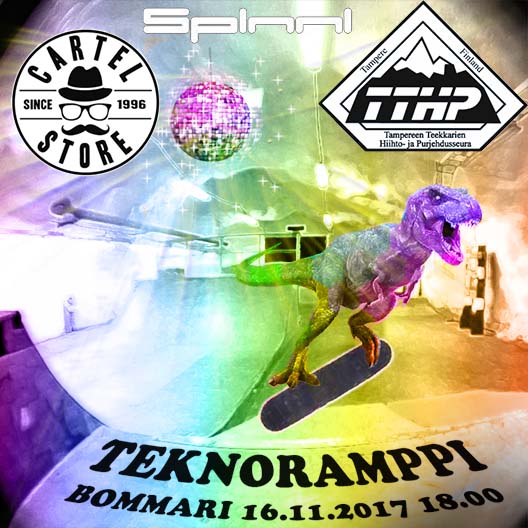 Spinni
CARTEL
SINCE 1996
STORE
Tampere Finland
TTHP
Tampereen Teekkarien
Hiihto- ja Purjehdusseura
TEKNORAMPPI
BOMMARI 16.11.2017 18.00